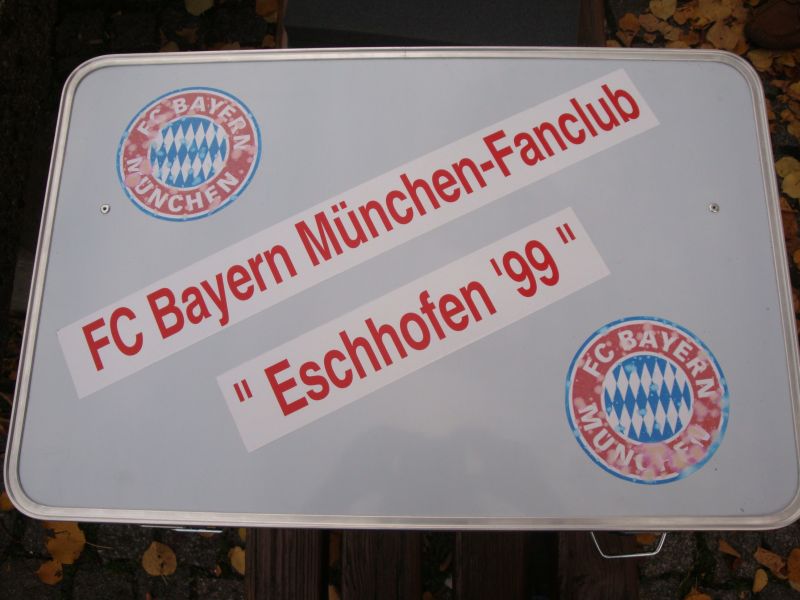 FC BAYERN
MÜNCHEN
FC Bayern München-Fanclub
" Eschhofen '99 "
FC BAYERN
MÜNCHEN